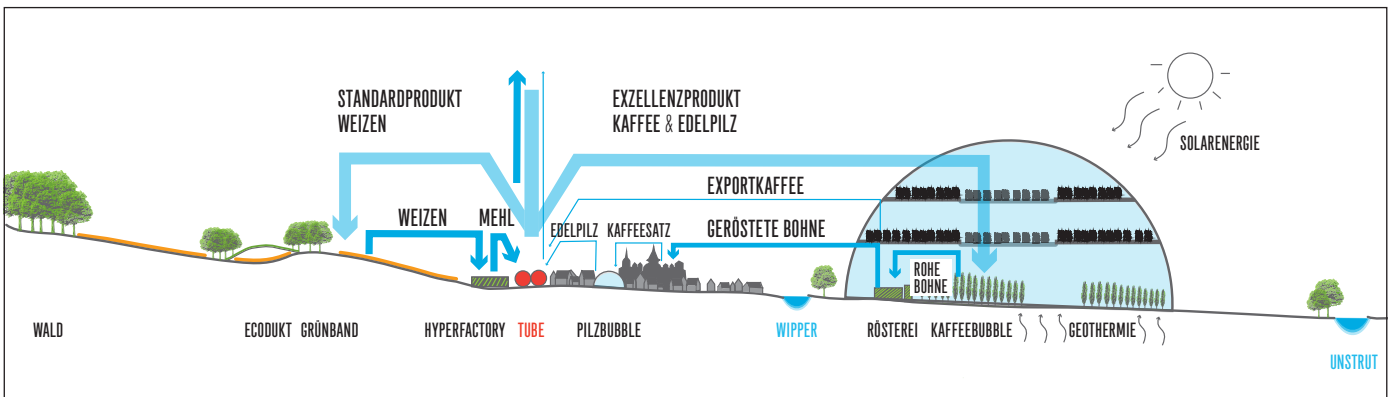 STANDARDPRODUKT
WEIZEN
EXZELLENZPRODUKT
KAFFEE & EDELPILZ
SOLARENERGIE
EXPORTKAFFEE
WEIZEN
MEHL
EDELPILZ
KAFFEESATZ
GERÖSTETE BOHNE
ROHE
BOHNE
WALD
ECODUKT
GRÜNBAND
HYPERFACTORY
TUBE
PILZBUBBLE
WIPPER
RÖSTEREI
KAFFEEBUBBLE
GEOTHERMIE
UNSTRUT